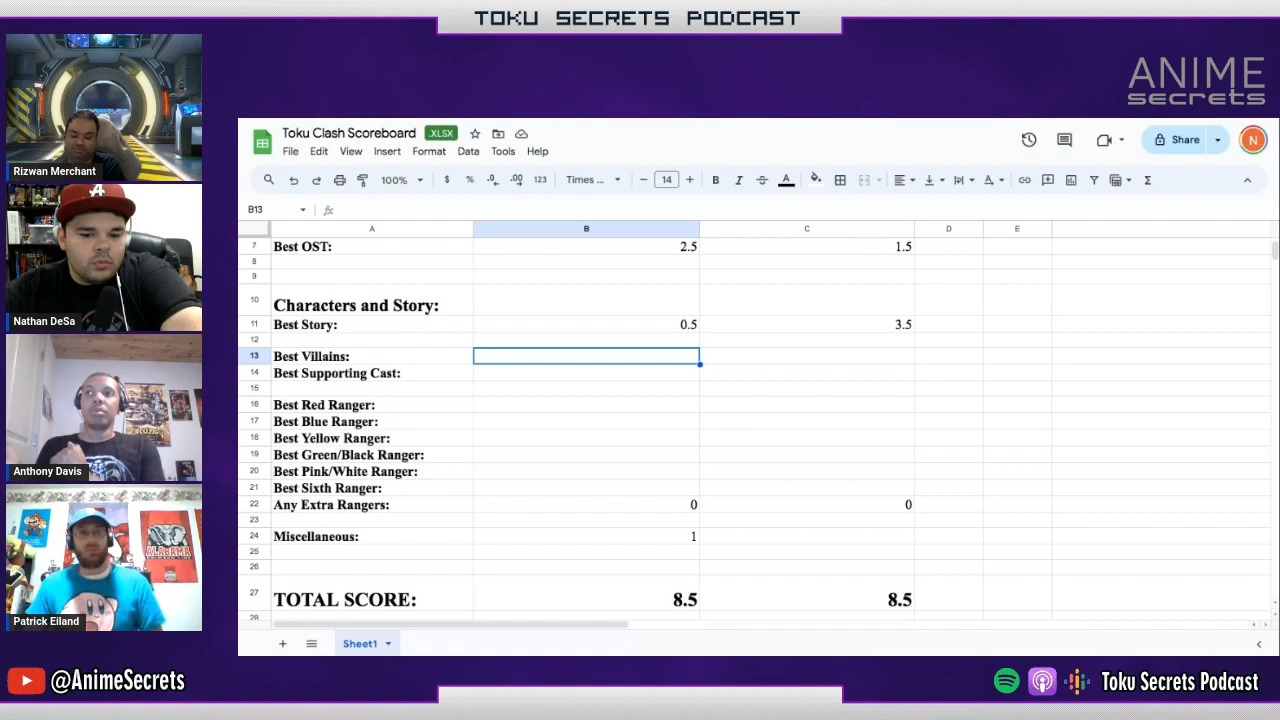 TOKU SECRETS PODCAST
ANIME
secrets
Rizwan Merchant
Nathan DeSa
Anthony Davis
Patrick Eiland
ALABAMA
Toku Clash Scoreboard .XLSX
File Edit View Insert Format Data Tools Help
Share
N
100% $ % .0 .00 123 Times ... 14 B I A
B13 fx
A B C D E
7 Best OST: 2.5 1.5
8
9
10 Characters and Story:
11 Best Story: 0.5 3.5
12
13 Best Villains:
14 Best Supporting Cast:
15
16 Best Red Ranger:
17 Best Blue Ranger:
18 Best Yellow Ranger:
19 Best Green/Black Ranger:
20 Best Pink/White Ranger:
21 Best Sixth Ranger:
22 Any Extra Rangers: 0 0
23
24 Miscellaneous: 1
25
26
27 TOTAL SCORE: 8.5 8.5
28
Sheet1
@AnimeSecrets
Toku Secrets Podcast